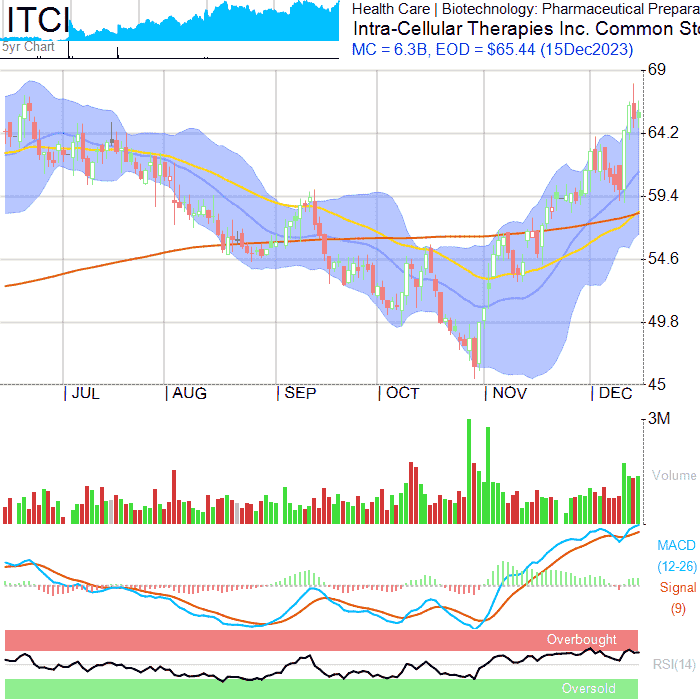 ITCI
5yr Chart
Health Care | Biotechnology: Pharmaceutical Prepara
Intra-Cellular Therapies Inc. Common Sto
MC = 6.3B, EOD = $65.44 (15Dec2023)
69
64.2
59.4
54.6
49.8
45
| JUL | AUG | SEP | OCT | NOV | DEC
3M
Volume
MACD
(12-26)
Signal
(9)
Overbought
RSI(14)
Oversold